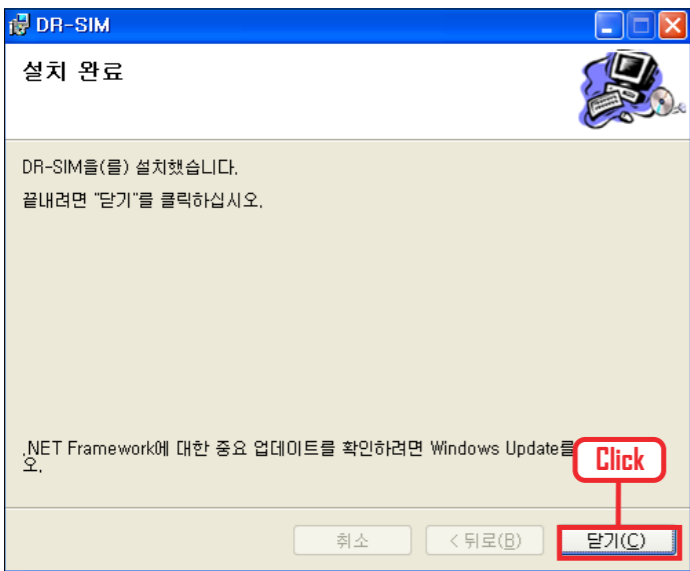 DR-SIM
설치 완료
DR-SIM을(를) 설치했습니다.
끝내려면 "닫기"를 클릭하십시오.
.NET Framework에 대한 중요 업데이트를 확인하려면 Windows Update를
오.
Click
취소
< 뒤로(B)
닫기(C)